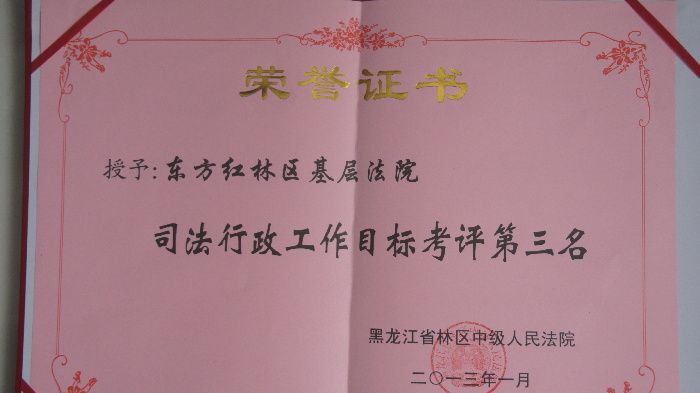 荣誉证书
授予:东方红林区基层法院
司法行政工作目标考评第三名
黑龙江省林区中级人民法院
二〇一三年一月